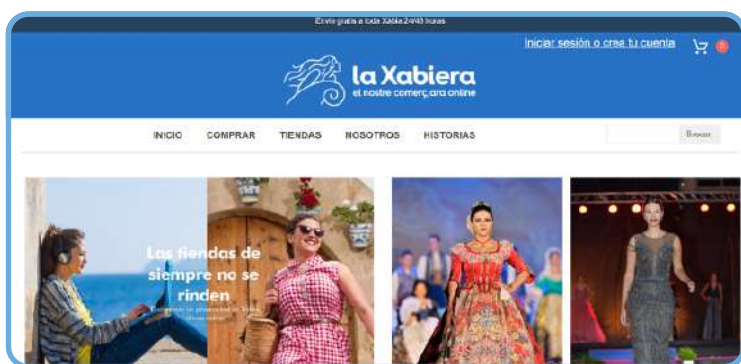 Envío gratis a toda Xàbia 24/48 horas
Iniciar sesión o crea tu cuenta
la Xabiera
el nostre comerç, ara online
INICIO COMPRAR TIENDAS NOSOTROS HISTORIAS
Buscar
Las tiendas de
siempre no se
rinden